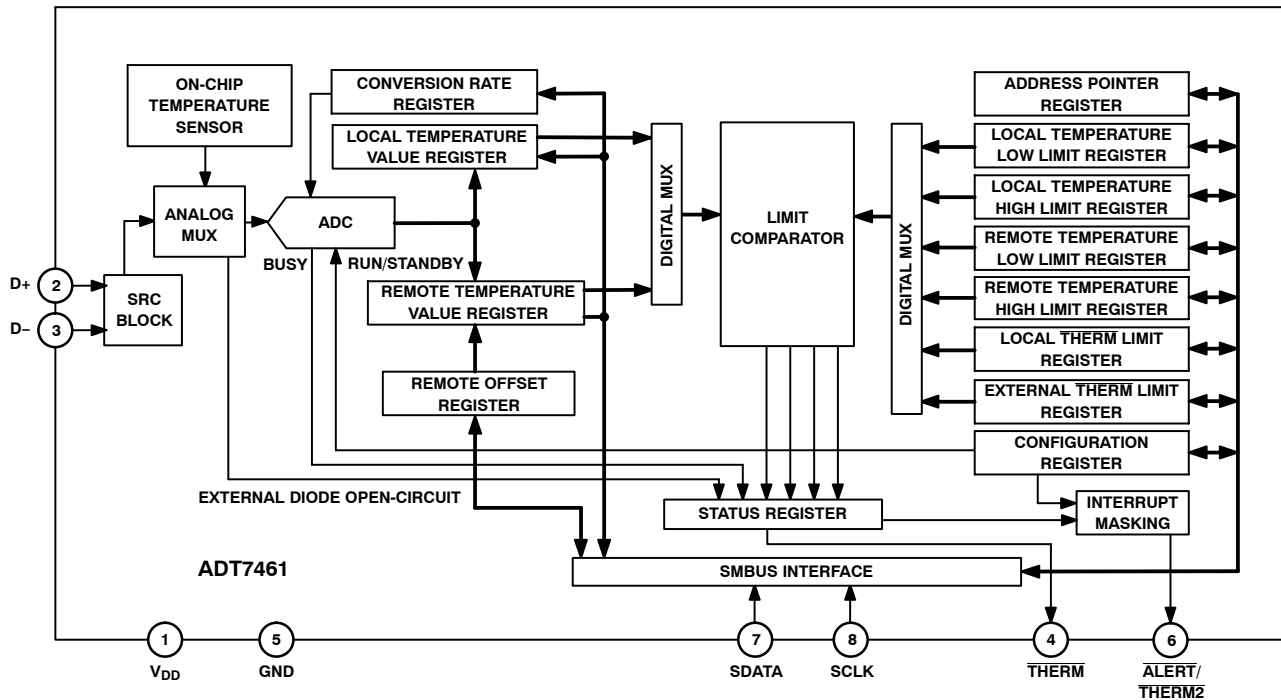 ON-CHIP
TEMPERATURE
SENSOR
CONVERSION RATE
REGISTER
LOCAL TEMPERATURE
VALUE REGISTER
ANALOG
MUX
ADC
BUSY
RUN/STANDBY
D+
2
D–
3
SRC
BLOCK
REMOTE TEMPERATURE
VALUE REGISTER
REMOTE OFFSET
REGISTER
DIGITAL MUX
LIMIT
COMPARATOR
DIGITAL MUX
ADDRESS POINTER
REGISTER
LOCAL TEMPERATURE
LOW LIMIT REGISTER
LOCAL TEMPERATURE
HIGH LIMIT REGISTER
REMOTE TEMPERATURE
LOW LIMIT REGISTER
REMOTE TEMPERATURE
HIGH LIMIT REGISTER
LOCAL THERM LIMIT
REGISTER
EXTERNAL THERM LIMIT
REGISTER
CONFIGURATION
REGISTER
EXTERNAL DIODE OPEN-CIRCUIT
STATUS REGISTER
INTERRUPT
MASKING
ADT7461
SMBUS INTERFACE
1
5
7
8
4
6
VDD
GND
SDATA
SCLK
THERM
ALERT/
THERM2